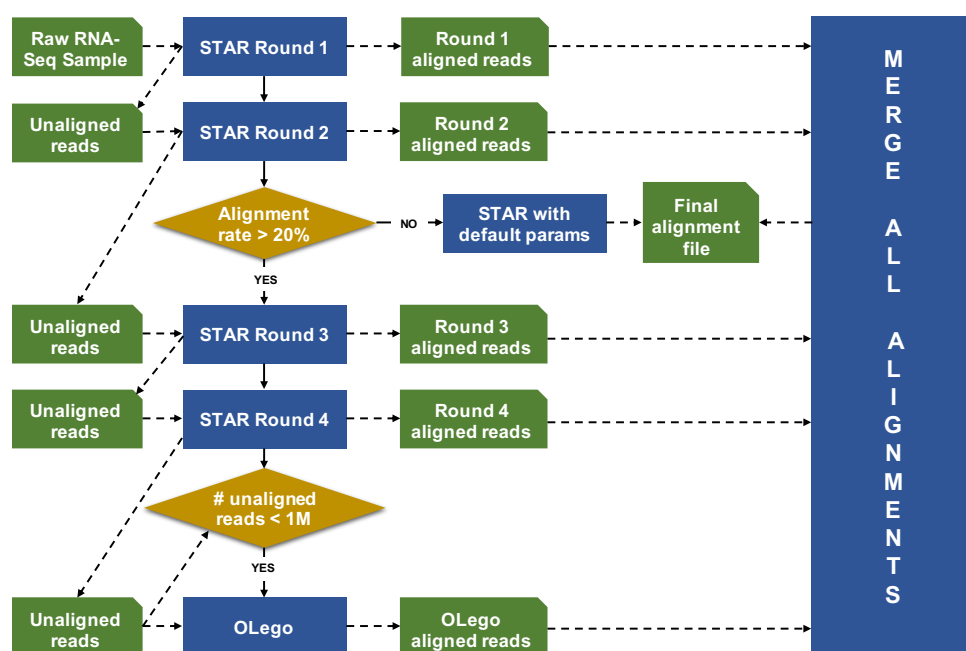 Raw RNA-
Seq Sample
STAR Round 1
Round 1
aligned reads
Unaligned
reads
STAR Round 2
Round 2
aligned reads
Alignment
rate > 20%
NO
STAR with
default params
Final
alignment
file
YES
Unaligned
reads
STAR Round 3
Round 3
aligned reads
Unaligned
reads
STAR Round 4
Round 4
aligned reads
# unaligned
reads < 1M
YES
Unaligned
reads
OLego
OLego
aligned reads
MERGE ALL ALIGNMENTS